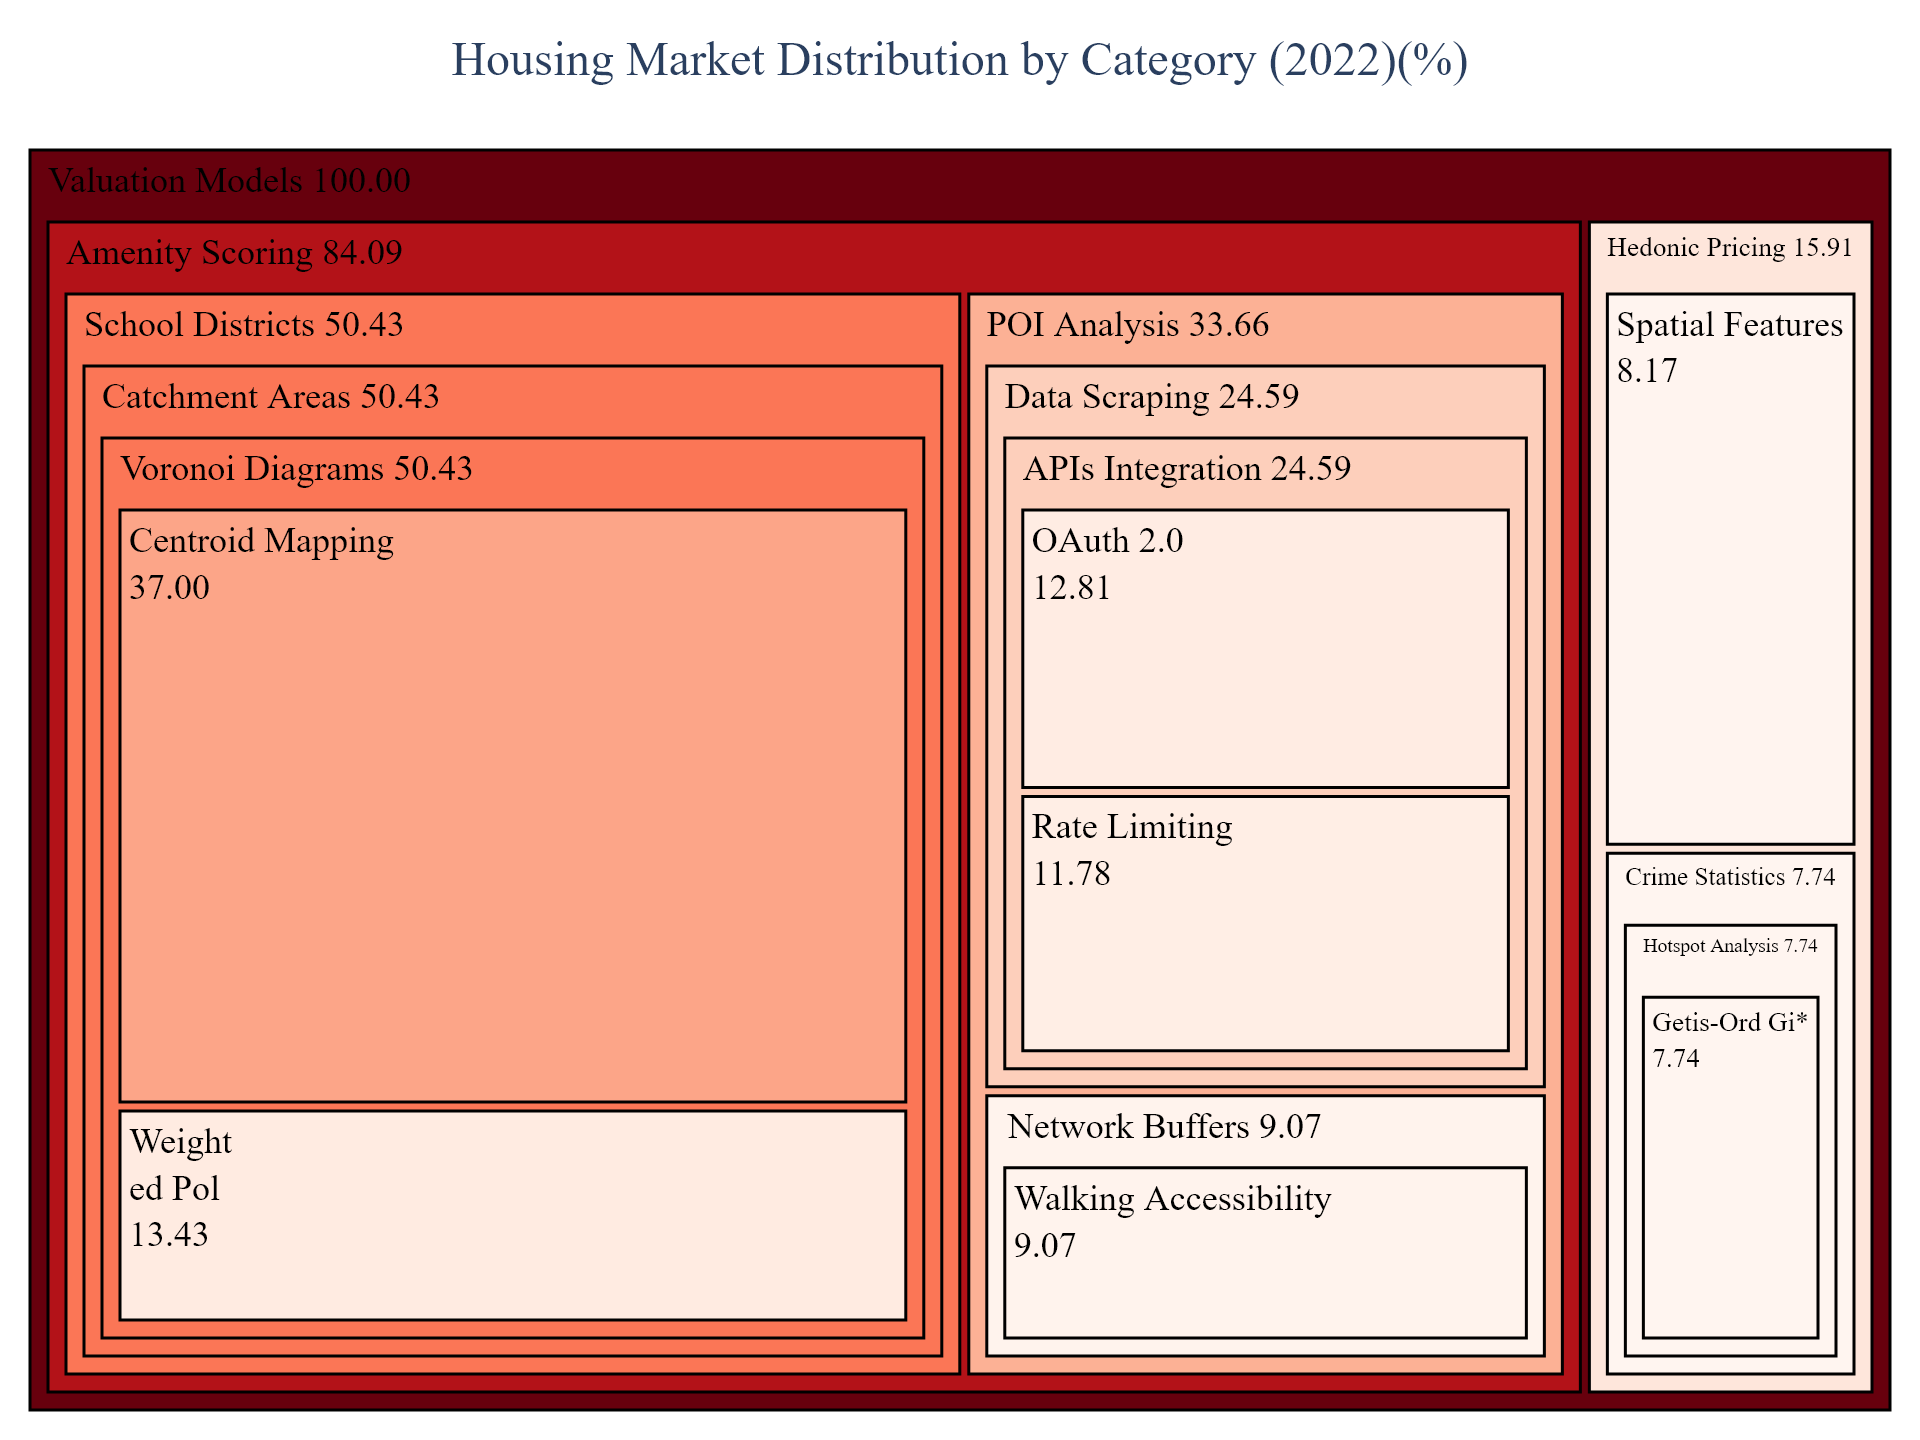 Housing Market Distribution by Category (2022)(%)
Valuation Models 100.00
Amenity Scoring 84.09
School Districts 50.43
Catchment Areas 50.43
Voronoi Diagrams 50.43
Centroid Mapping
37.00
Weight
ed Pol
13.43
POI Analysis 33.66
Data Scraping 24.59
APIs Integration 24.59
OAuth 2.0
12.81
Rate Limiting
11.78
Network Buffers 9.07
Walking Accessibility
9.07
Hedonic Pricing 15.91
Spatial Features
8.17
Crime Statistics 7.74
Hotspot Analysis 7.74
Getis-Ord Gi*
7.74